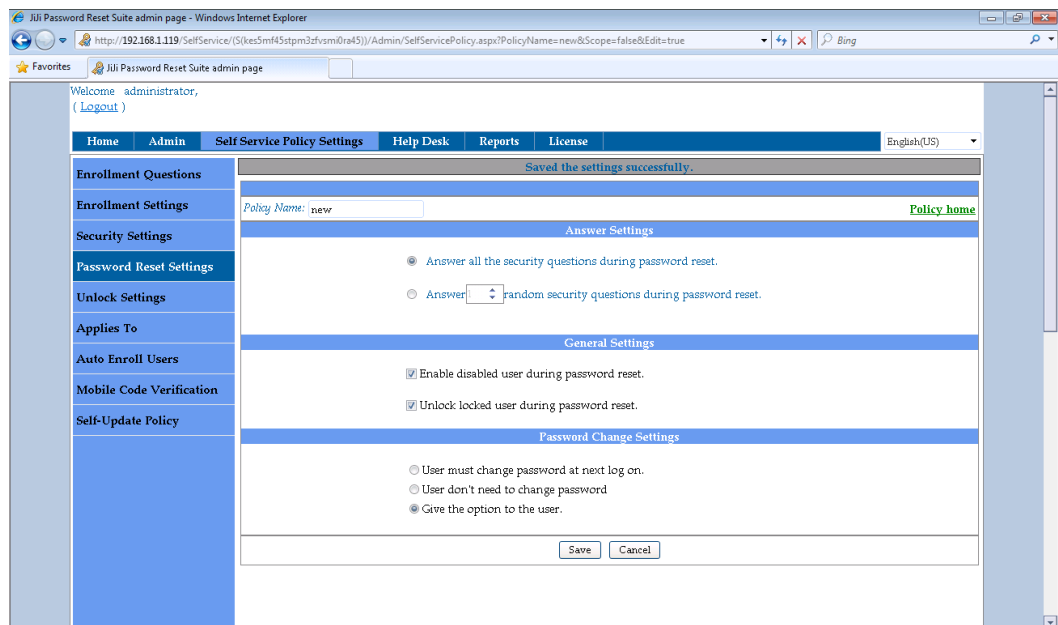 JiJi Password Reset Suite admin page - Windows Internet Explorer
http://192.168.1.119/SelfService/(S(kes5mf45stpm3zfvsmi0ra45))/Admin/SelfServicePolicy.aspx?PolicyName=new&Scope=false&Edit=true
Bing
Favorites
JiJi Password Reset Suite admin page
Welcome administrator,
( Logout )
Home Admin Self Service Policy Settings Help Desk Reports License
English(US)
Enrollment Questions
Enrollment Settings
Security Settings
Password Reset Settings
Unlock Settings
Applies To
Auto Enroll Users
Mobile Code Verification
Self-Update Policy
Saved the settings successfully.
Policy Name: new
Policy home
Answer Settings
Answer all the security questions during password reset.
Answer random security questions during password reset.
General Settings
Enable disabled user during password reset.
Unlock locked user during password reset.
Password Change Settings
User must change password at next log on.
User don't need to change password
Give the option to the user.
Save Cancel